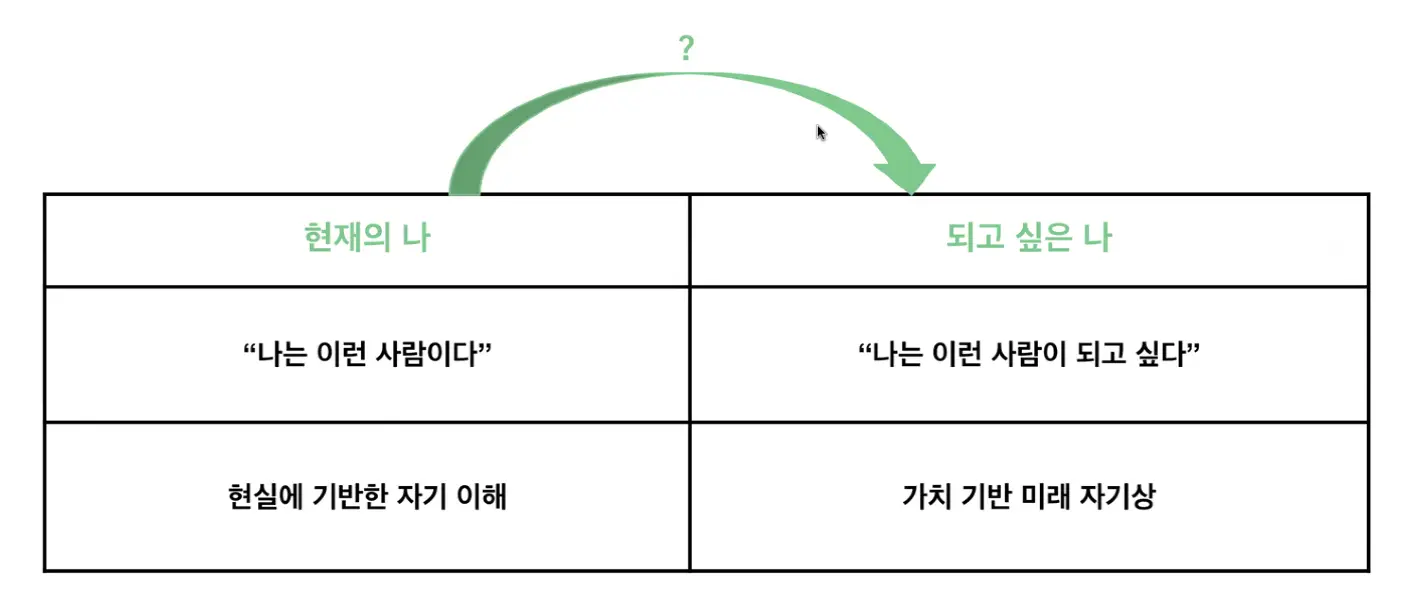 ?
현재의 나
되고 싶은 나
“나는 이런 사람이다”
“나는 이런 사람이 되고 싶다”
현실에 기반한 자기 이해
가치 기반 미래 자기상